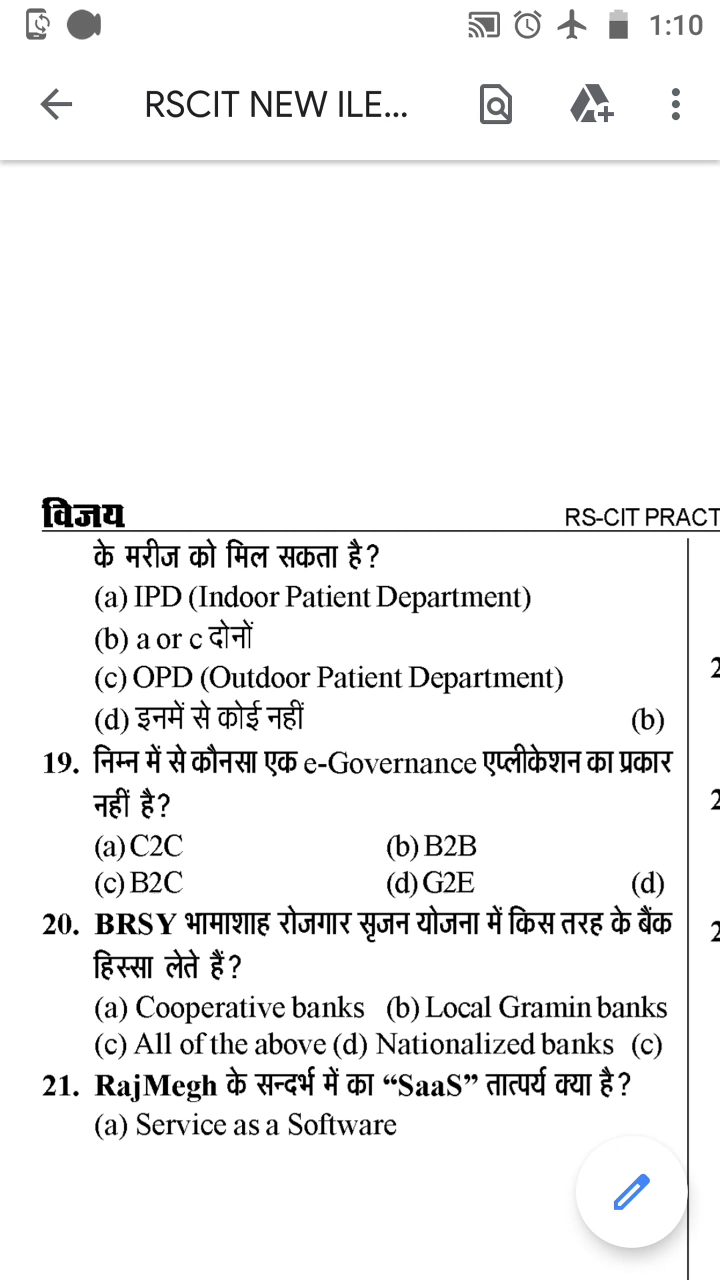 1:10
RSCIT NEW ILE...
विजय
RS-CIT PRACT
के मरीज को मिल सकता है?
(a) IPD (Indoor Patient Department)
(b) a or c दोनों
(c) OPD (Outdoor Patient Department)
(d) इनमें से कोई नहीं (b)
19. निम्न में से कौनसा एक e-Governance एप्लीकेशन का प्रकार
नहीं है?
(a) C2C (b) B2B
(c) B2C (d) G2E (d)
20. BRSY भामाशाह रोजगार सृजन योजना में किस तरह के बैंक
हिस्सा लेते हैं?
(a) Cooperative banks (b) Local Gramin banks
(c) All of the above (d) Nationalized banks (c)
21. RajMegh के सन्दर्भ में का “SaaS” तात्पर्य क्या है?
(a) Service as a Software
2
2
2